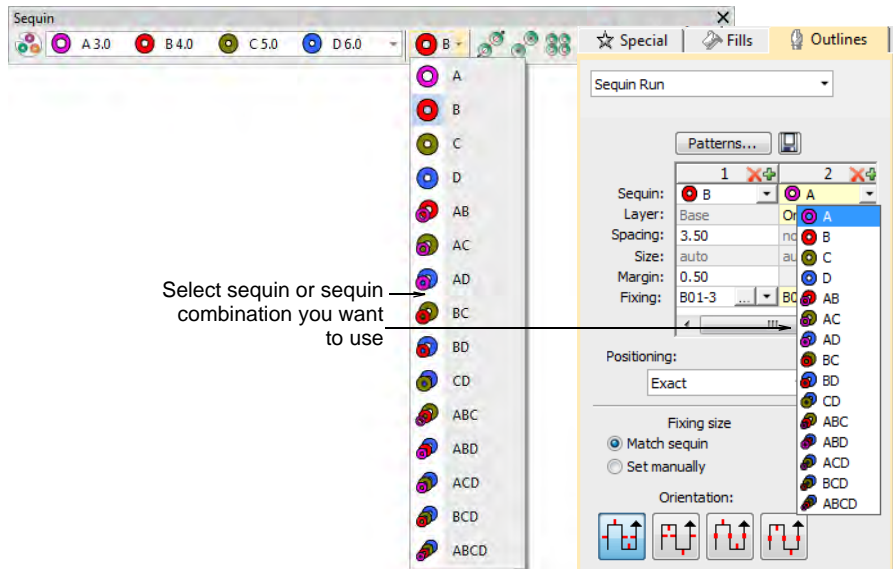 Sequin
A 3.0 B 4.0 C 5.0 D 6.0 B
A
B
C
D
AB
AC
AD
BC
BD
CD
ABC
ABD
ACD
BCD
ABCD
Select sequin or sequin
combination you want
to use
Special Fills Outlines
Sequin Run
Patterns...
1 2
Sequin: B A
Layer: Base
Spacing: 3.50
Size: auto
Margin: 0.50
Fixing: B01-3 ...
A
B
C
D
AB
AC
AD
BC
BD
CD
ABC
ABD
ACD
BCD
ABCD
Positioning:
Exact
Fixing size
Match sequin
Set manually
Orientation: